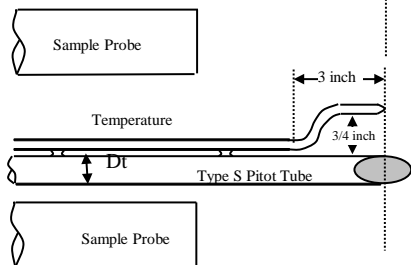 Sample Probe
3 inch
Temperature
3/4 inch
Dt
Type S Pitot Tube
Sample Probe